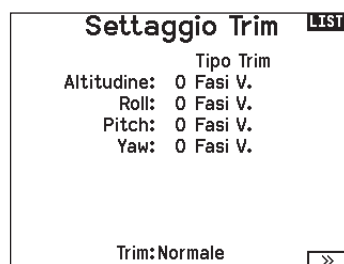 Settaggio Trim LIST
Tipo Trim
Altitudine: 0 Fasi V.
Roll: 0 Fasi V.
Pitch: 0 Fasi V.
Yaw: 0 Fasi V.
Trim:Normale »